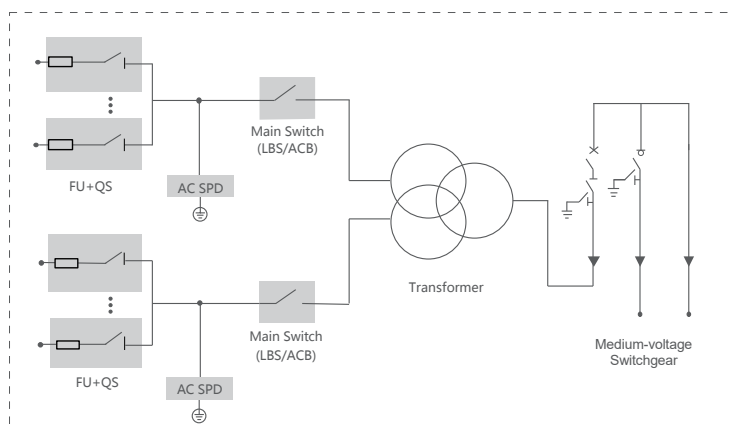 Main Switch
(LBS/ACB)
FU+QS
AC SPD
Transformer
Main Switch
(LBS/ACB)
Medium-voltage
Switchgear
FU+QS
AC SPD